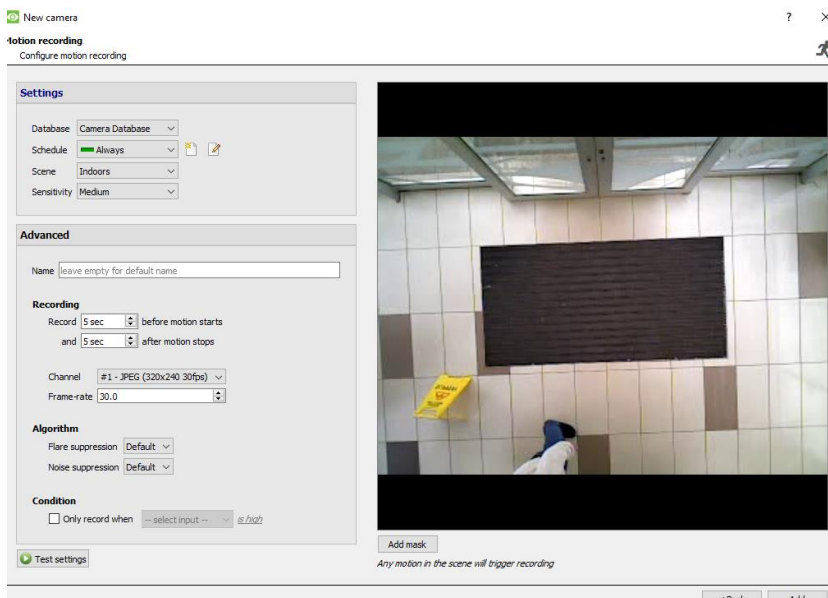 New camera
? ×
Motion recording
Configure motion recording
Settings
Database Camera Database
Schedule Always
Scene Indoors
Sensitivity Medium
Advanced
Name leave empty for default name
Recording
Record 5 sec before motion starts
and 5 sec after motion stops
Channel #1 - JPEG (320x240 30fps)
Frame-rate 30.0
Algorithm
Flare suppression Default
Noise suppression Default
Condition
Only record when -- select input -- is high
Test settings
Add mask
Any motion in the scene will trigger recording